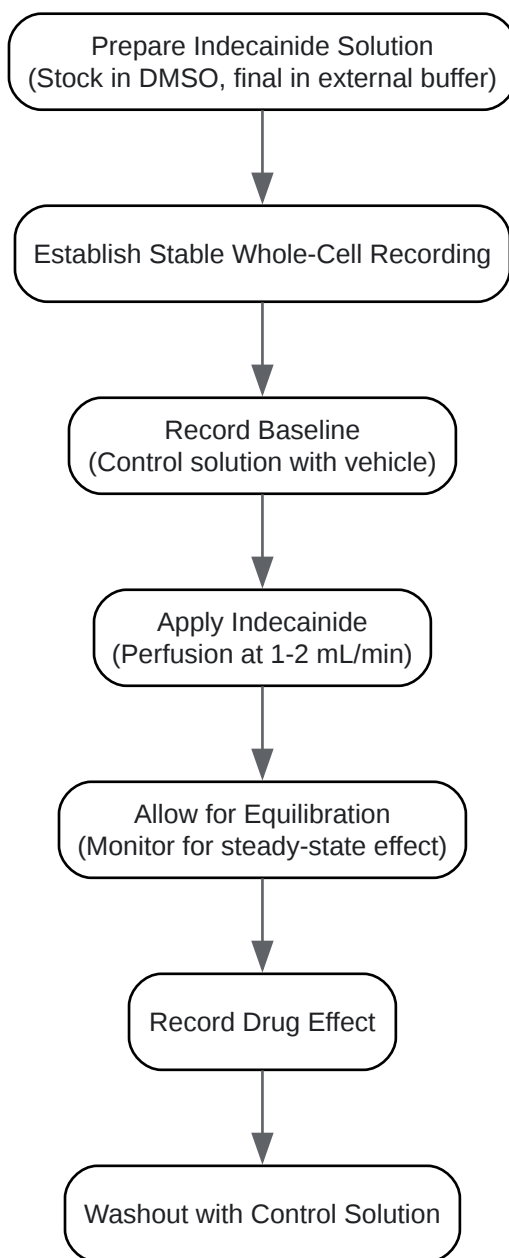 Prepare Indecainide Solution
(Stock in DMSO, final in external buffer)
Establish Stable Whole-Cell Recording
Record Baseline
(Control solution with vehicle)
Apply Indecainide
(Perfusion at 1-2 mL/min)
Allow for Equilibration
(Monitor for steady-state effect)
Record Drug Effect
Washout with Control Solution